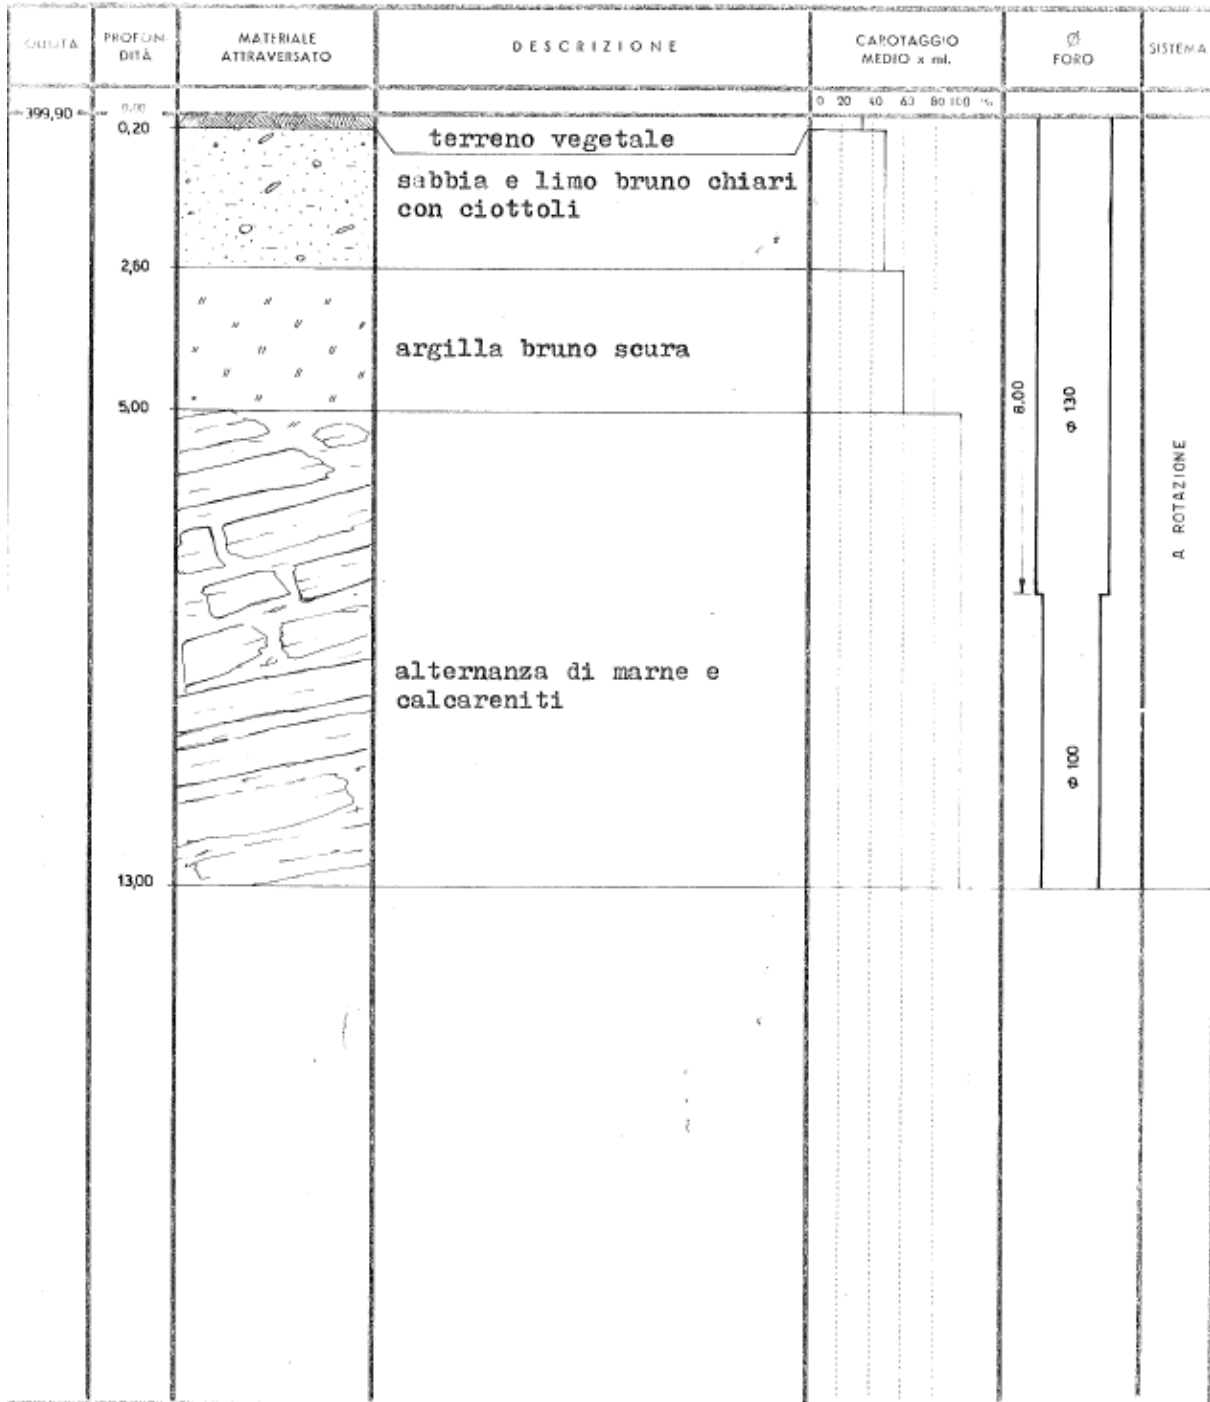 PROFON
DITÀ
MATERIALE
ATTRAVERSATO
DESCRIZIONE
CAROTAGGIO
MEDIO x ml.
Ø
FORO
SISTEMA
0 20 40 60 80 100 %
399,90
0,00
0,20
terreno vegetale
sabbia e limo bruno chiari
con ciottoli
2,60
argilla bruno scura
5,00
8,00
ϕ 130
A ROTAZIONE
alternanza di marne e
calcareniti
ϕ 100
13,00